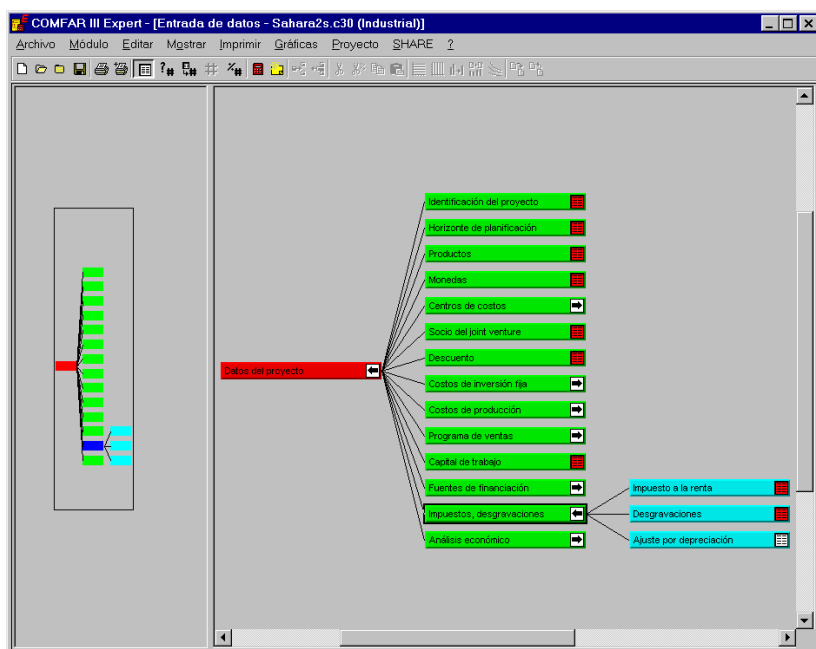 COMFAR III Expert - [Entrada de datos - Sahara2s.c30 (Industrial)]
Archivo Módulo Editar Mostrar Imprimir Gráficas Proyecto SHARE ?
Identificación del proyecto
Horizonte de planificación
Productos
Monedas
Centros de costos
Socio del joint venture
Descuento
Datos del proyecto
Costos de inversión fija
Costos de producción
Programa de ventas
Capital de trabajo
Fuentes de financiación
Impuesto a la renta
Impuestos, desgravaciones
Desgravaciones
Análisis económico
Ajuste por depreciación